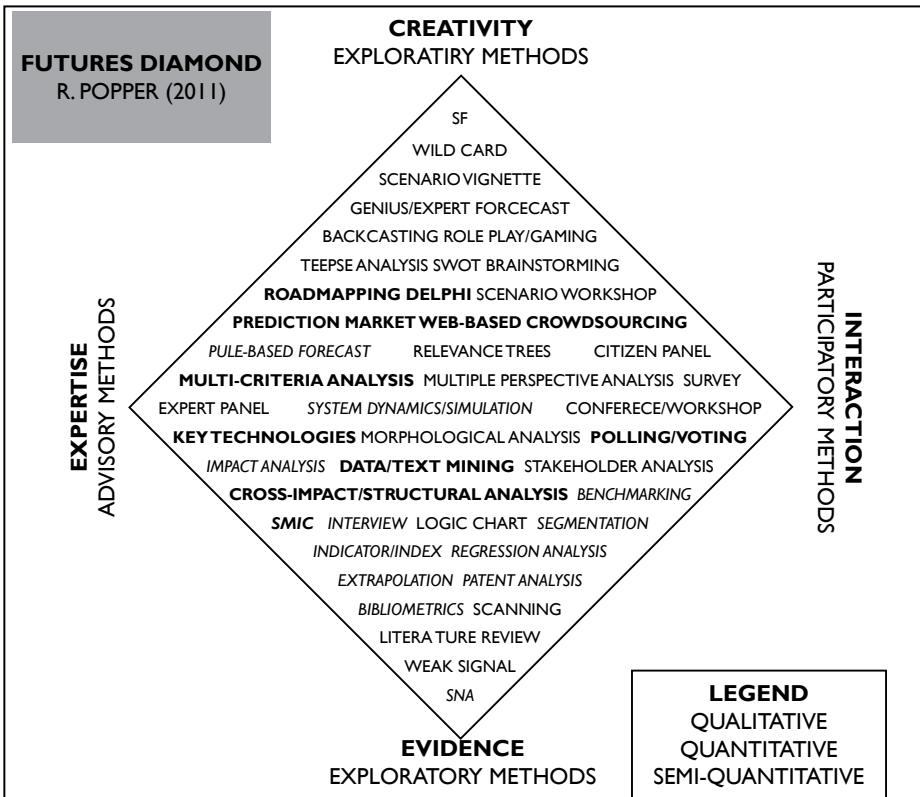 FUTURES DIAMOND
R. POPPER (2011)
CREATIVITY
EXPLORATIRY METHODS
SF
WILD CARD
SCENARIO VIGNETTE
GENIUS/EXPERT FORCECAST
BACKCASTING ROLE PLAY/GAMING
TEEPSE ANALYSIS SWOT BRAINSTORMING
ROADMAPPING DELPHI SCENARIO WORKSHOP
PREDICTION MARKET WEB-BASED CROWDSOURCING
PULE-BASED FORECAST RELEVANCE TREES CITIZEN PANEL
MULTI-CRITERIA ANALYSIS MULTIPLE PERSPECTIVE ANALYSIS SURVEY
EXPERT PANEL SYSTEM DYNAMICS/SIMULATION CONFERECE/WORKSHOP
KEY TECHNOLOGIES MORPHOLOGICAL ANALYSIS POLLING/VOTING
IMPACT ANALYSIS DATA/TEXT MINING STAKEHOLDER ANALYSIS
CROSS-IMPACT/STRUCTURAL ANALYSIS BENCHMARKING
SMIC INTERVIEW LOGIC CHART SEGMENTATION
INDICATOR/INDEX REGRESSION ANALYSIS
EXTRAPOLATION PATENT ANALYSIS
BIBLIOMETRICS SCANNING
LITERA TURE REVIEW
WEAK SIGNAL
SNA
EVIDENCE
EXPLORATORY METHODS
EXPERTISE
ADVISORY METHODS
INTERACTION
PARTICIPATORY METHODS
LEGEND
QUALITATIVE
QUANTITATIVE
SEMI-QUANTITATIVE